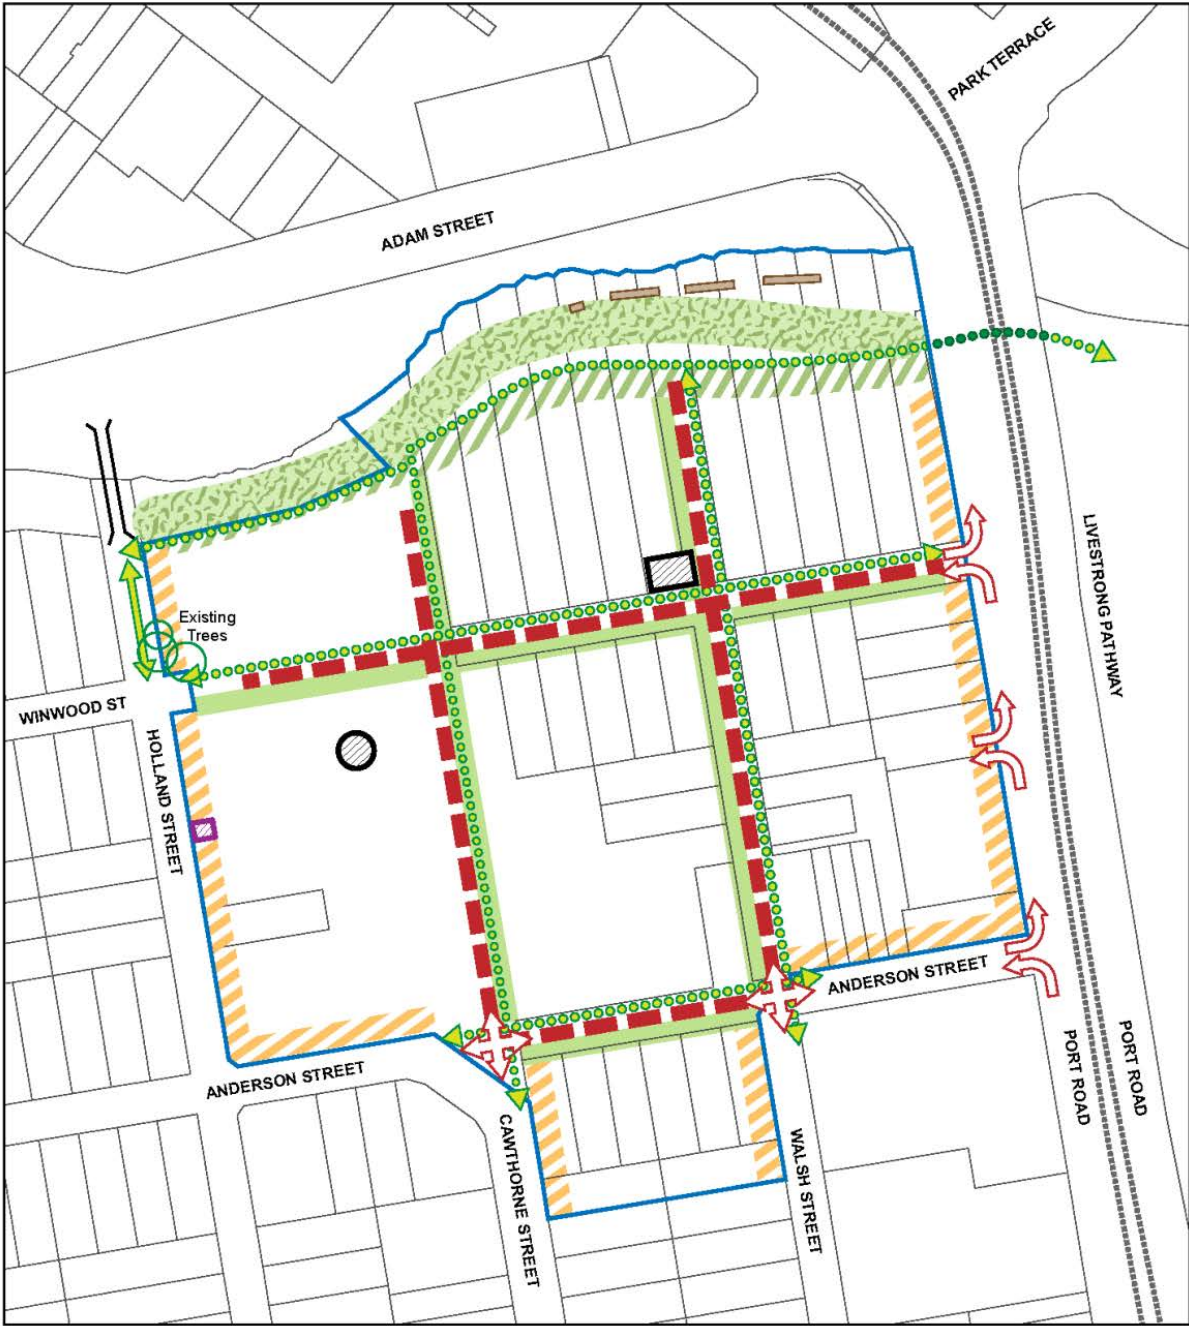 PARK TERRACE
ADAM STREET
LIVESTRONG PATHWAY
Existing
Trees
WINWOOD ST
HOLLAND STREET
ANDERSON STREET
ANDERSON STREET
PORT ROAD
PORT ROAD
CAWTHORNE STREET
WALSH STREET